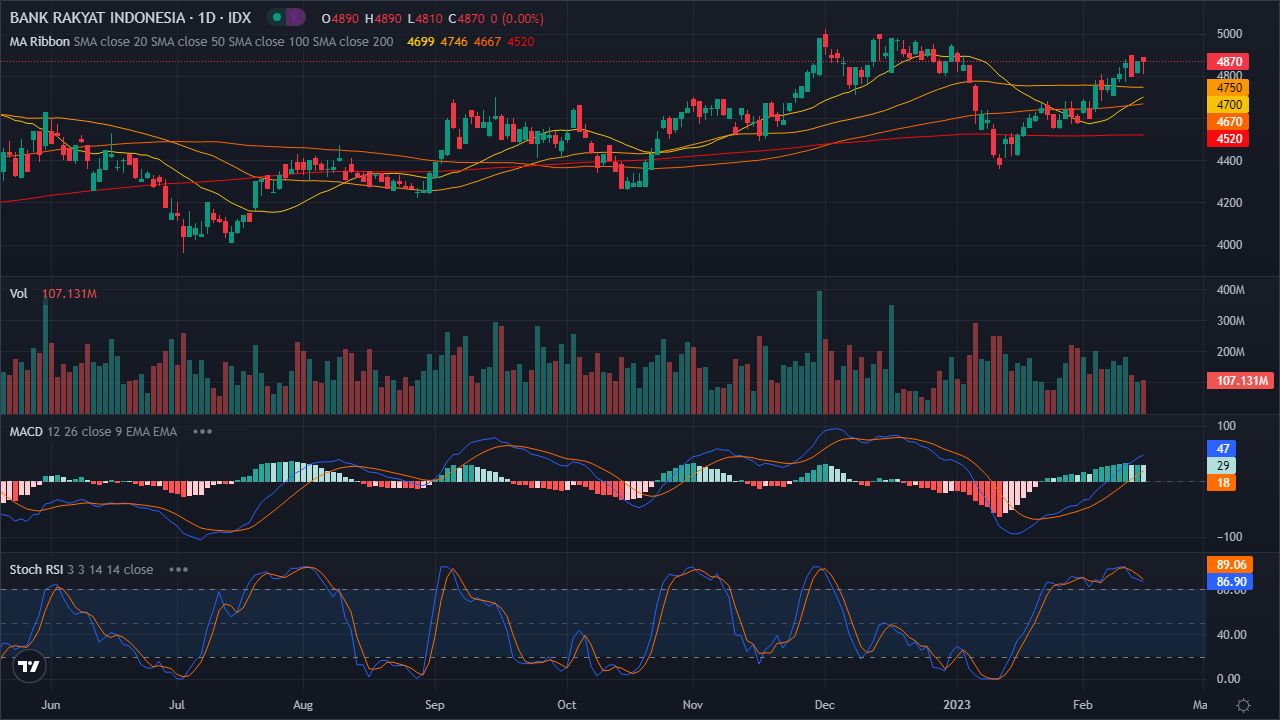 BANK RAKYAT INDONESIA · 1D · IDX E O4890 H4890 L4810 C4870 0 (0.00%)
MA Ribbon SMA close 20 SMA close 50 SMA close 100 SMA close 200 4699 4746 4667 4520
5000
4870
4800
4750
4700
4670
4520
4400
4200
4000
Vol 107.131M
400M
300M
200M
107.131M
MACD 12 26 close 9 EMA EMA
100
47
29
18
−100
Stoch RSI 3 3 14 14 close
89.06
86.90
80.00
40.00
0.00
Jun Jul Aug Sep Oct Nov Dec 2023 Feb Ma